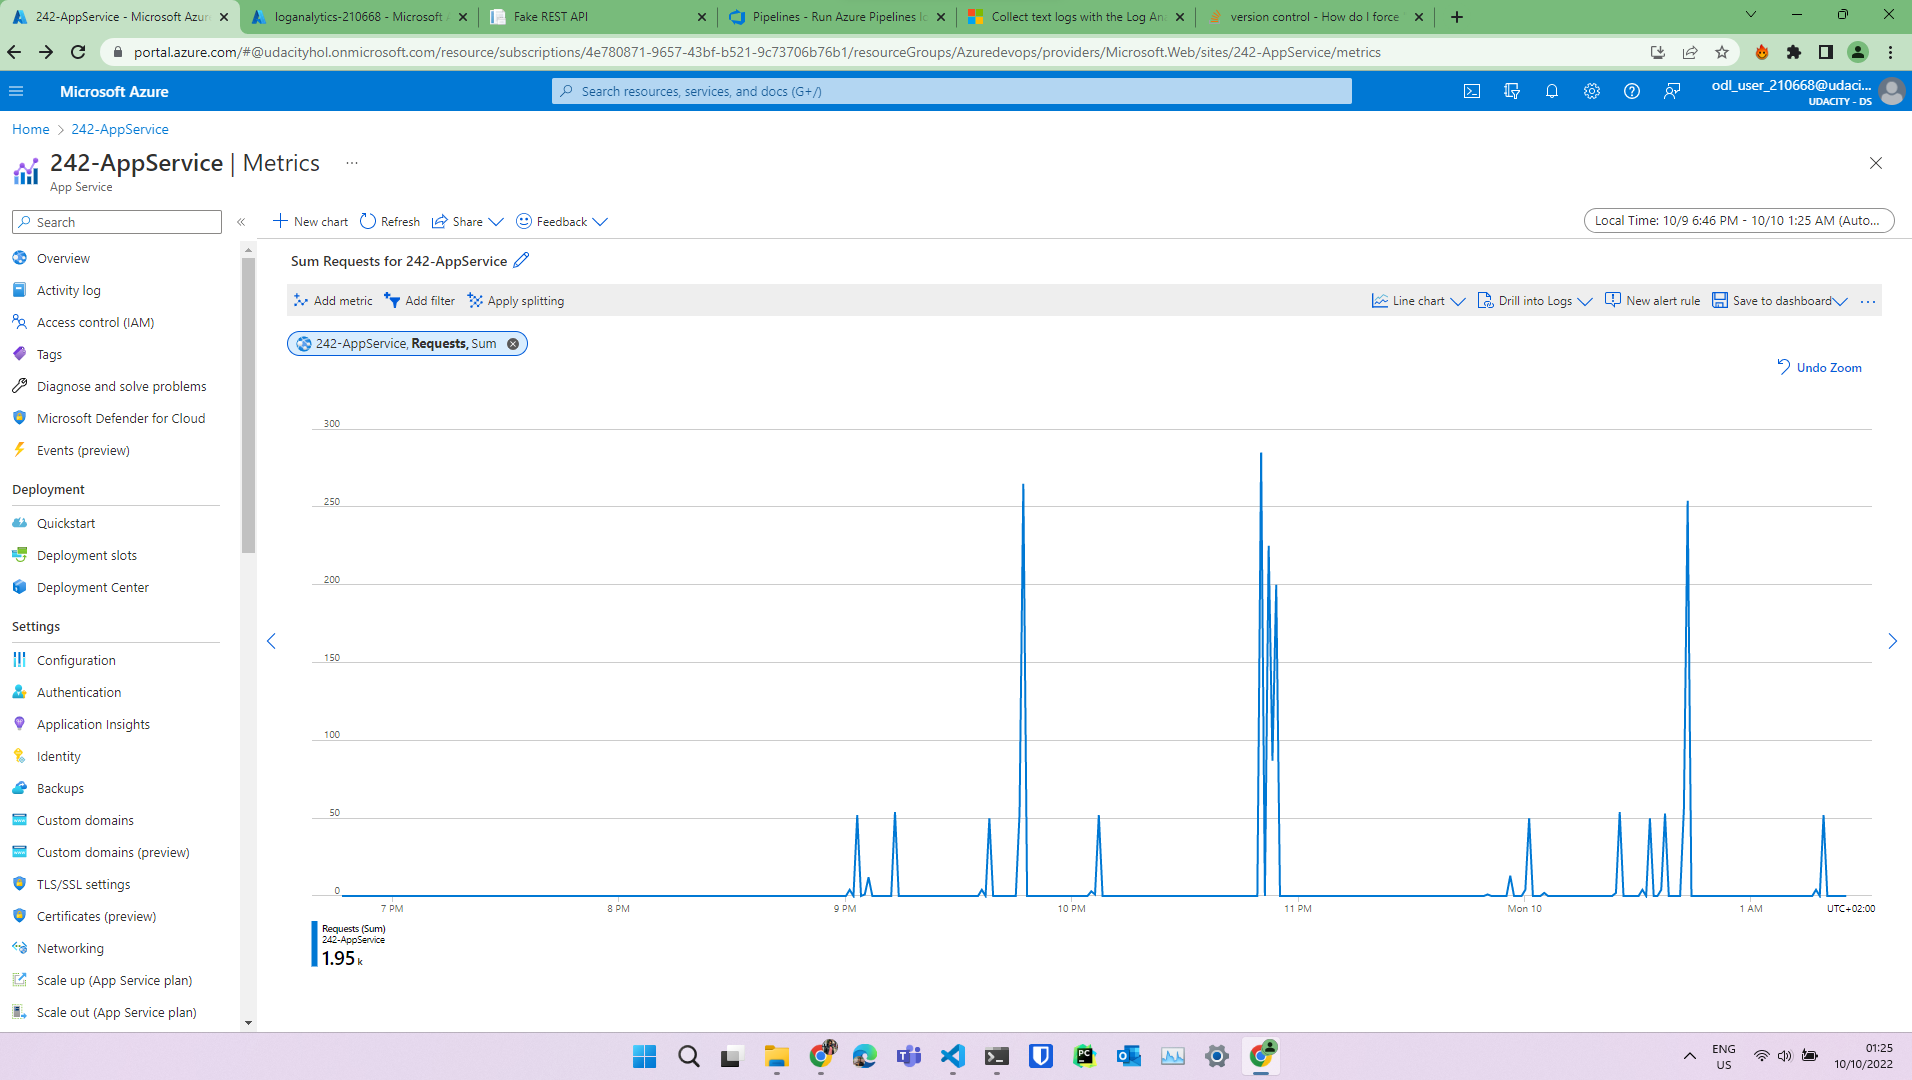 242-AppService - Microsoft Azur
loganalytics-210668 - Microsoft A
Fake REST API
Pipelines - Run Azure Pipelines lo
Collect text logs with the Log An
version control - How do I force "
portal.azure.com/#@udacityhol.onmicrosoft.com/resource/subscriptions/4e780871-9657-43bf-b521-9c73706b76b1/resourceGroups/Azuredevops/providers/Microsoft.Web/sites/242-AppService/metrics
Microsoft Azure
Search resources, services, and docs (G+/)
odl_user_210668@udaci...
UDACITY - DS
Home > 242-AppService
242-AppService | Metrics ...
App Service
Search
«
New chart
Refresh
Share
Feedback
Local Time: 10/9 6:46 PM - 10/10 1:25 AM (Auto...
Overview
Activity log
Access control (IAM)
Tags
Diagnose and solve problems
Microsoft Defender for Cloud
Events (preview)
Deployment
Quickstart
Deployment slots
Deployment Center
Settings
Configuration
Authentication
Application Insights
Identity
Backups
Custom domains
Custom domains (preview)
TLS/SSL settings
Certificates (preview)
Networking
Scale up (App Service plan)
Scale out (App Service plan)
Sum Requests for 242-AppService
Add metric
Add filter
Apply splitting
Line chart
Drill into Logs
New alert rule
Save to dashboard
...
242-AppService, Requests, Sum
Undo Zoom
300
250
200
150
100
50
0
7 PM
8 PM
9 PM
10 PM
11 PM
Mon 10
1 AM
UTC+02:00
Requests (Sum)
242-AppService
1.95 k
ENG
US
01:25
10/10/2022